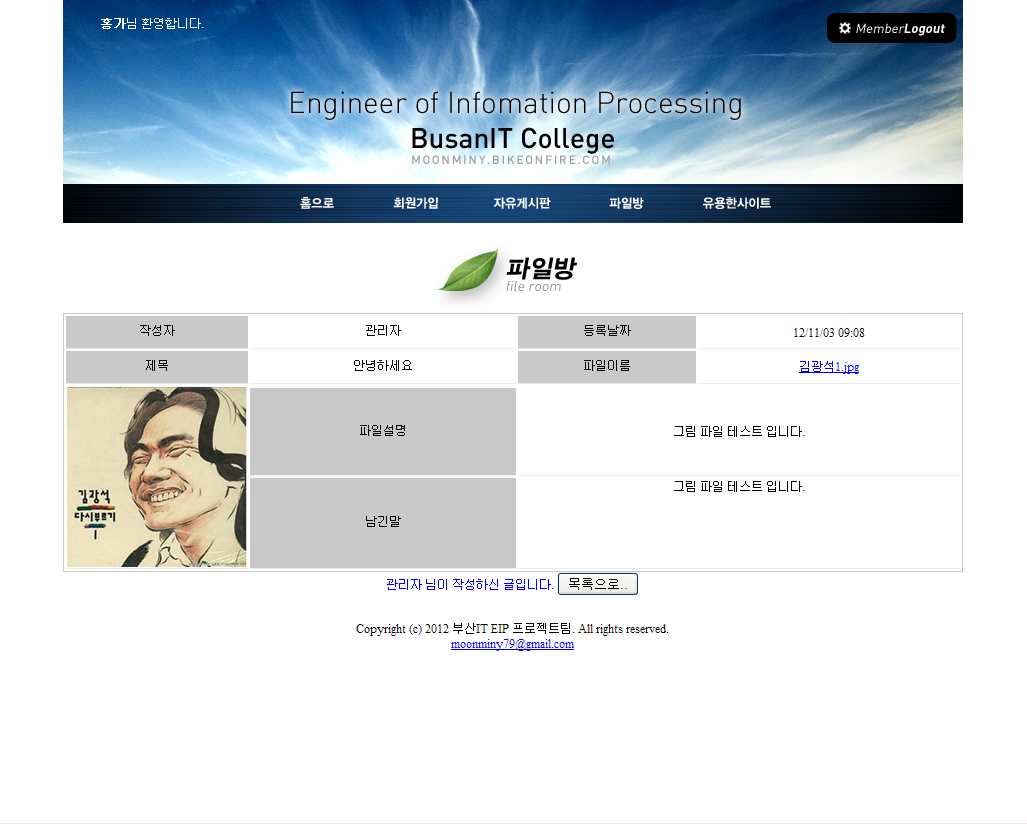 홍가님 환영합니다.
MemberLogout
Engineer of Infomation Processing
BusanIT College
MOONMINY.BIKEONFIRE.COM
홈으로 회원가입 자유게시판 파일방 유용한사이트
파일방
file room
작성자 관리자 등록날짜 12/11/03 09:08
제목 안녕하세요 파일이름 김광석1.jpg
파일설명 그림 파일 테스트 입니다.
김광석
다시부르기
I
남긴말 그림 파일 테스트 입니다.
관리자 님이 작성하신 글입니다. 목록으로..
Copyright (c) 2012 부산IT EIP 프로젝트팀. All rights reserved.
moonminy79@gmail.com